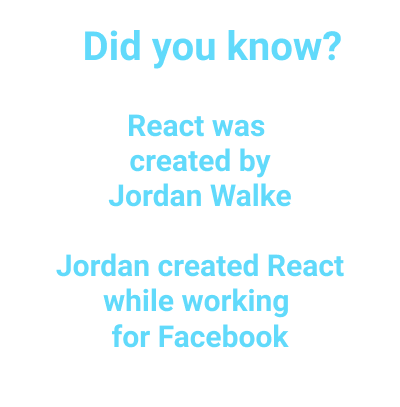 Did you know?
React was
created by
Jordan Walke
Jordan created React
while working
for Facebook